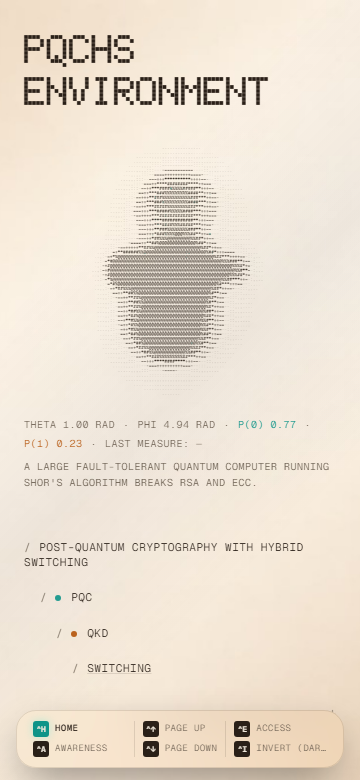 PQCHS
ENVIRONMENT
THETA 1.00 RAD · PHI 4.94 RAD · P(0) 0.77 ·
P(1) 0.23 · LAST MEASURE: —
A LARGE FAULT-TOLERANT QUANTUM COMPUTER RUNNING
SHOR'S ALGORITHM BREAKS RSA AND ECC.
/ POST-QUANTUM CRYPTOGRAPHY WITH HYBRID
SWITCHING
/ PQC
/ QKD
/ SWITCHING
^H HOME
^↑ PAGE UP
^E ACCESS
^A AWARENESS
^↓ PAGE DOWN
^I INVERT (DAR…